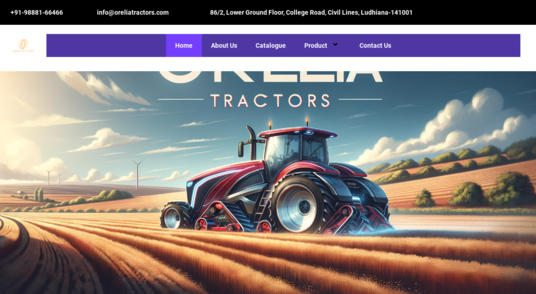 +91-98881-66466 info@oreliatractors.com 86/2, Lower Ground Floor, College Road, Civil Lines, Ludhiana-141001
Home About Us Catalogue Product Contact Us
ORELIA
TRACTORS